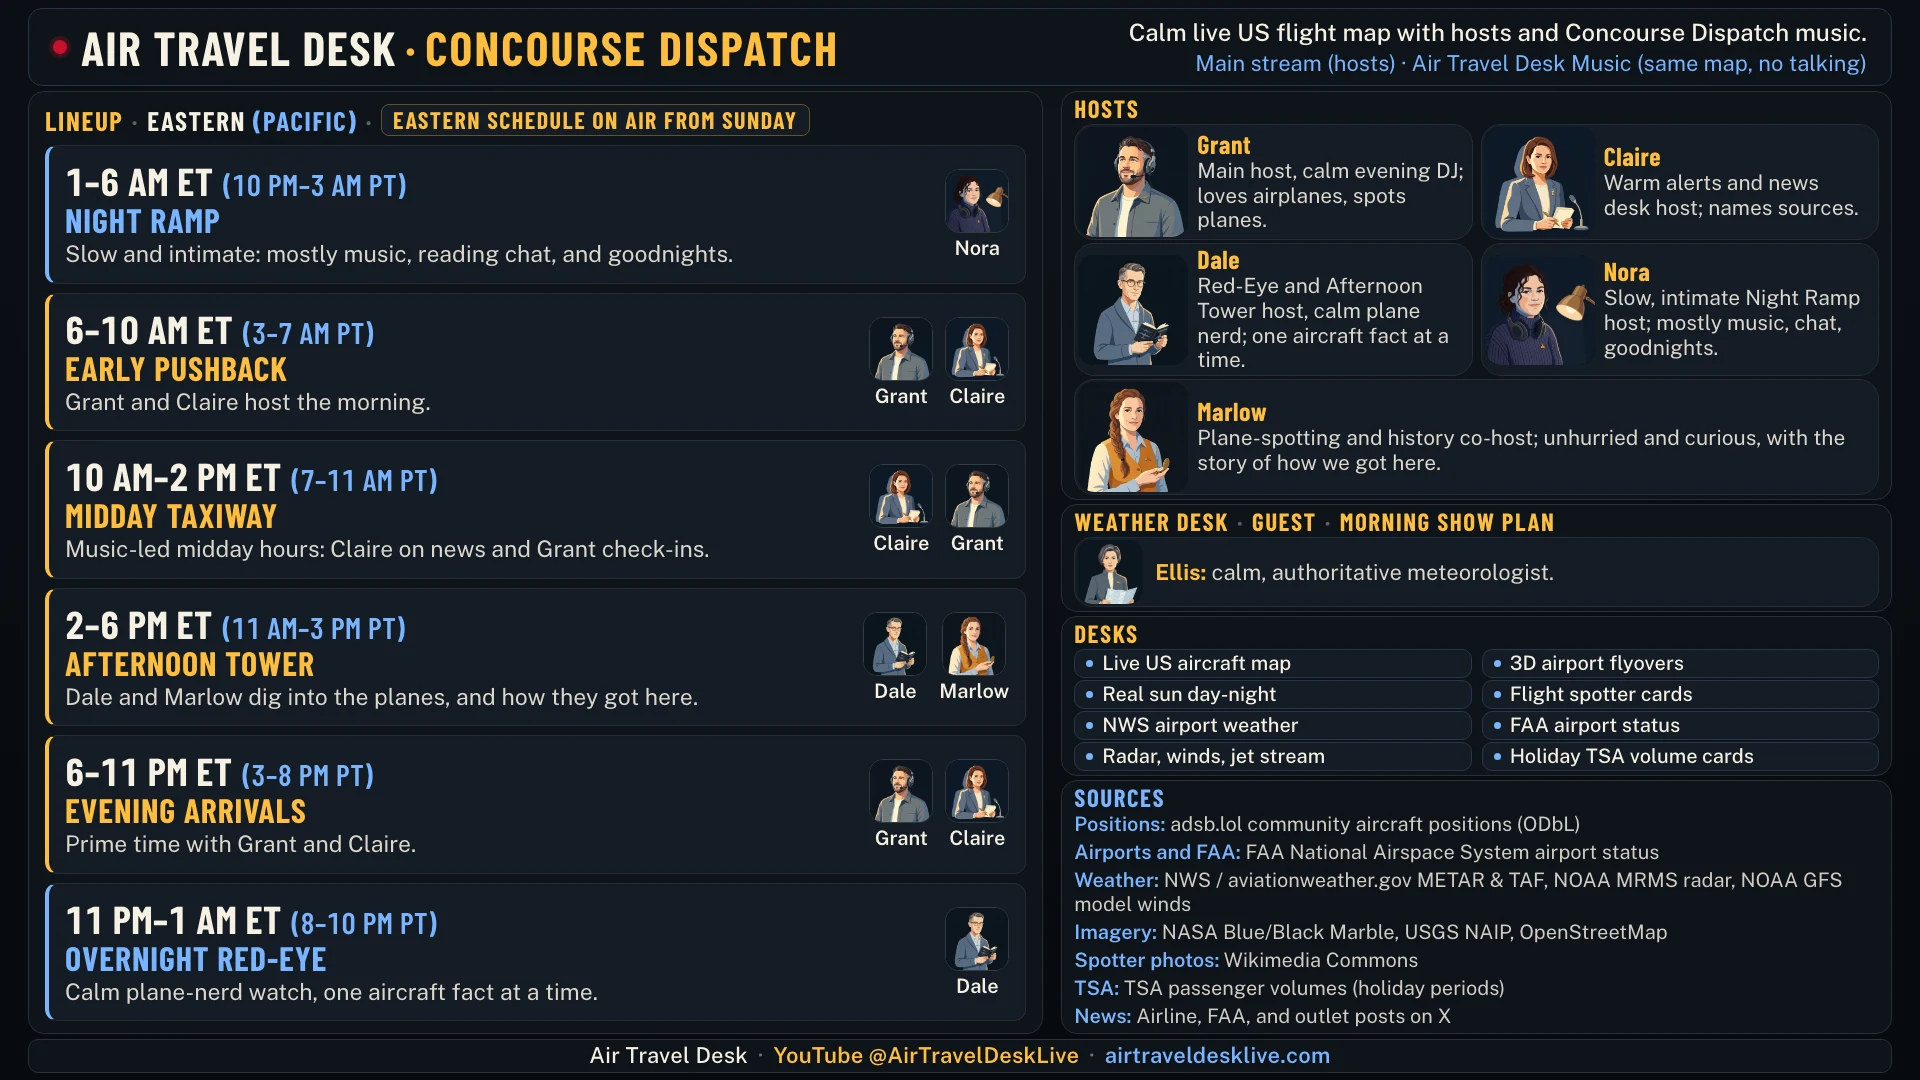 AIR TRAVEL DESK · CONCOURSE DISPATCH
Calm live US flight map with hosts and Concourse Dispatch music.
Main stream (hosts) · Air Travel Desk Music (same map, no talking)
LINEUP · EASTERN (PACIFIC) · EASTERN SCHEDULE ON AIR FROM SUNDAY
1–6 AM ET (10 PM–3 AM PT)
NIGHT RAMP
Slow and intimate: mostly music, reading chat, and goodnights.
Nora
6–10 AM ET (3–7 AM PT)
EARLY PUSHBACK
Grant and Claire host the morning.
Grant Claire
10 AM–2 PM ET (7–11 AM PT)
MIDDAY TAXIWAY
Music-led midday hours: Claire on news and Grant check-ins.
Claire Grant
2–6 PM ET (11 AM–3 PM PT)
AFTERNOON TOWER
Dale and Marlow dig into the planes, and how they got here.
Dale Marlow
6–11 PM ET (3–8 PM PT)
EVENING ARRIVALS
Prime time with Grant and Claire.
Grant Claire
11 PM–1 AM ET (8–10 PM PT)
OVERNIGHT RED-EYE
Calm plane-nerd watch, one aircraft fact at a time.
Dale
HOSTS
Grant
Main host, calm evening DJ;
loves airplanes, spots
planes.
Claire
Warm alerts and news
desk host; names sources.
Dale
Red-Eye and Afternoon
Tower host, calm plane
nerd; one aircraft fact at a
time.
Nora
Slow, intimate Night Ramp
host; mostly music, chat,
goodnights.
Marlow
Plane-spotting and history co-host; unhurried and curious, with the
story of how we got here.
WEATHER DESK · GUEST · MORNING SHOW PLAN
Ellis: calm, authoritative meteorologist.
DESKS
• Live US aircraft map
• 3D airport flyovers
• Real sun day-night
• Flight spotter cards
• NWS airport weather
• FAA airport status
• Radar, winds, jet stream
• Holiday TSA volume cards
SOURCES
Positions: adsb.lol community aircraft positions (ODbL)
Airports and FAA: FAA National Airspace System airport status
Weather: NWS / aviationweather.gov METAR & TAF, NOAA MRMS radar, NOAA GFS
model winds
Imagery: NASA Blue/Black Marble, USGS NAIP, OpenStreetMap
Spotter photos: Wikimedia Commons
TSA: TSA passenger volumes (holiday periods)
News: Airline, FAA, and outlet posts on X
Air Travel Desk · YouTube @AirTravelDeskLive · airtraveldesklive.com